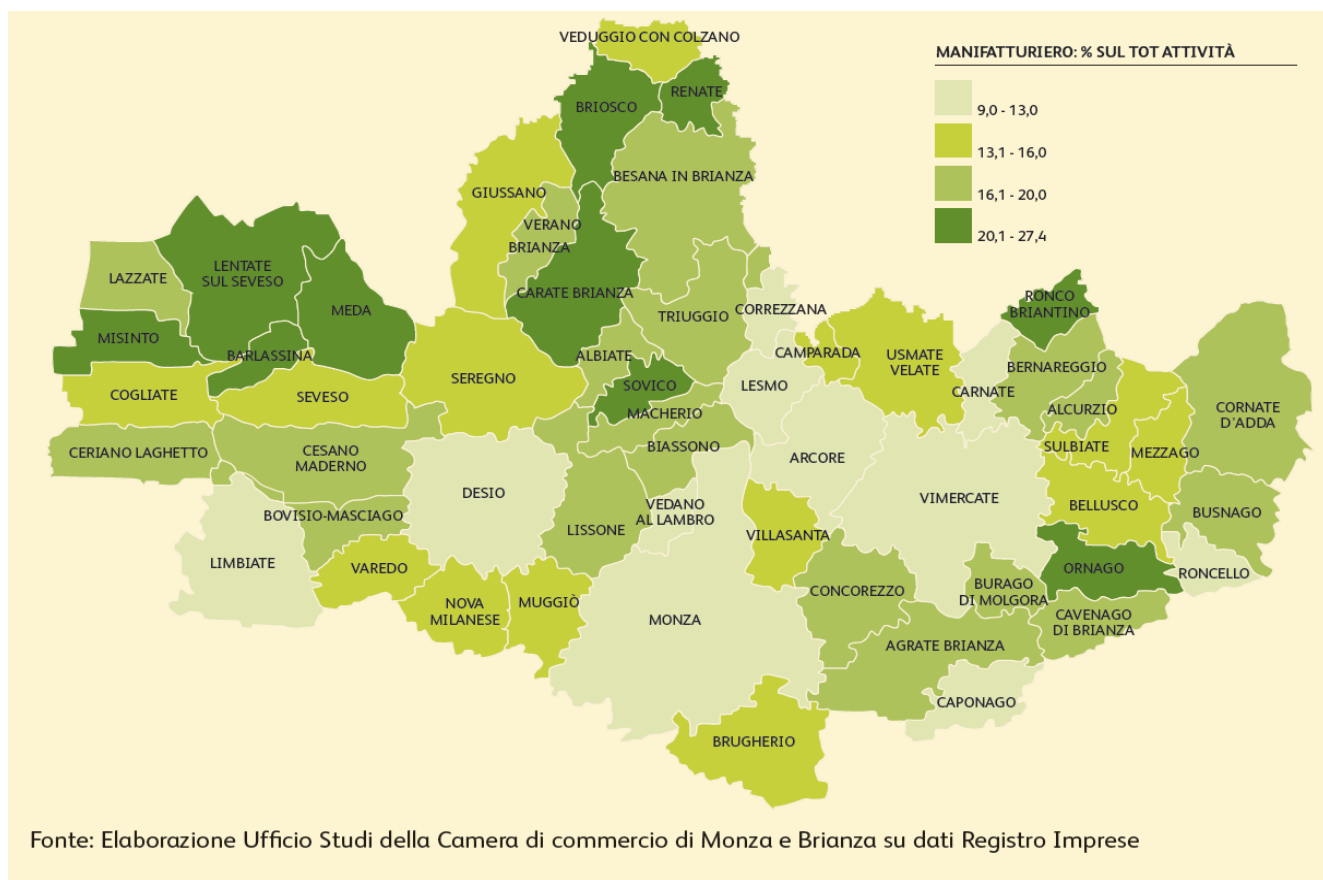 VEDUGGIO CON COLZANO
MANIFATTURIERO: % SUL TOT ATTIVITÀ
9,0 - 13,0
13,1 - 16,0
16,1 - 20,0
20,1 - 27,4
RENATE
BRIOSCO
BESANA IN BRIANZA
GIUSSANO
VERANO
BRIANZA
LAZZATE
LENTATE
SUL SEVESO
MEDA
CARATE BRIANZA
TRIUGGIO
CORREZZANA
RONCO
BRIANTINO
MISINTO
BARLASSINA
ALBIATE
CAMPARADA
USMATE
VELATE
BERNAREGGIO
COGLIATE
SEVESO
SEREGNO
SOVICO
LESMO
CARNATE
MACHERIO
ALCURZIO
CORNATE
D'ADDA
CERIANO LAGHETTO
CESANO
MADERNO
BIASSONO
ARCORE
SULBIATE
MEZZAGO
DESIO
VIMERCATE
BELLUSCO
BUSNAGO
BOVISIO-MASCIAGO
LISSONE
VEDANO
AL LAMBRO
VILLASANTA
LIMBIATE
VAREDO
ORNAGO
RONCELLO
NOVA
MILANESE
MUGGIÒ
MONZA
CONCOREZZO
BURAGO
DI MOLGORA
CAVENAGO
DI BRIANZA
AGRATE BRIANZA
CAPONAGO
BRUGHERIO
Fonte: Elaborazione Ufficio Studi della Camera di commercio di Monza e Brianza su dati Registro Imprese